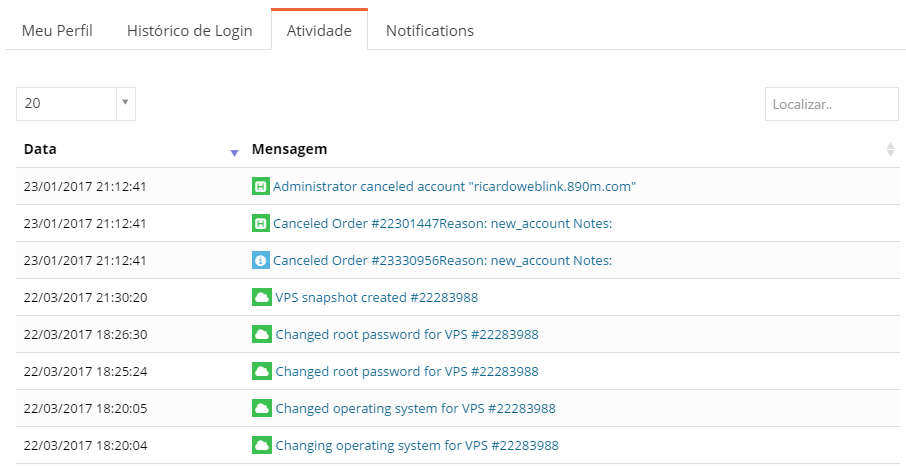 Meu Perfil Histórico de Login Atividade Notifications
20 Localizar..
Data Mensagem
23/01/2017 21:12:41 Administrator canceled account "ricardoweblink.890m.com"
23/01/2017 21:12:41 Canceled Order #22301447Reason: new_account Notes:
23/01/2017 21:12:41 Canceled Order #23330956Reason: new_account Notes:
22/03/2017 21:30:20 VPS snapshot created #22283988
22/03/2017 18:26:30 Changed root password for VPS #22283988
22/03/2017 18:25:24 Changed root password for VPS #22283988
22/03/2017 18:20:05 Changed operating system for VPS #22283988
22/03/2017 18:20:04 Changing operating system for VPS #22283988